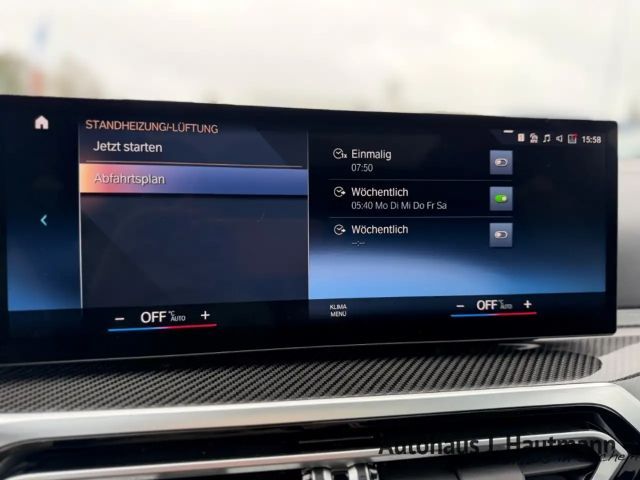 STANDHEIZUNG/-LÜFTUNG
Jetzt starten
Abfahrtsplan
15:58
1x Einmalig
07:50
Wöchentlich
05:40 Mo Di Mi Do Fr Sa
Wöchentlich
--:--
− OFF °C AUTO +
KLIMA
MENÜ
− OFF °C AUTO +
Autohaus J. Hautmann